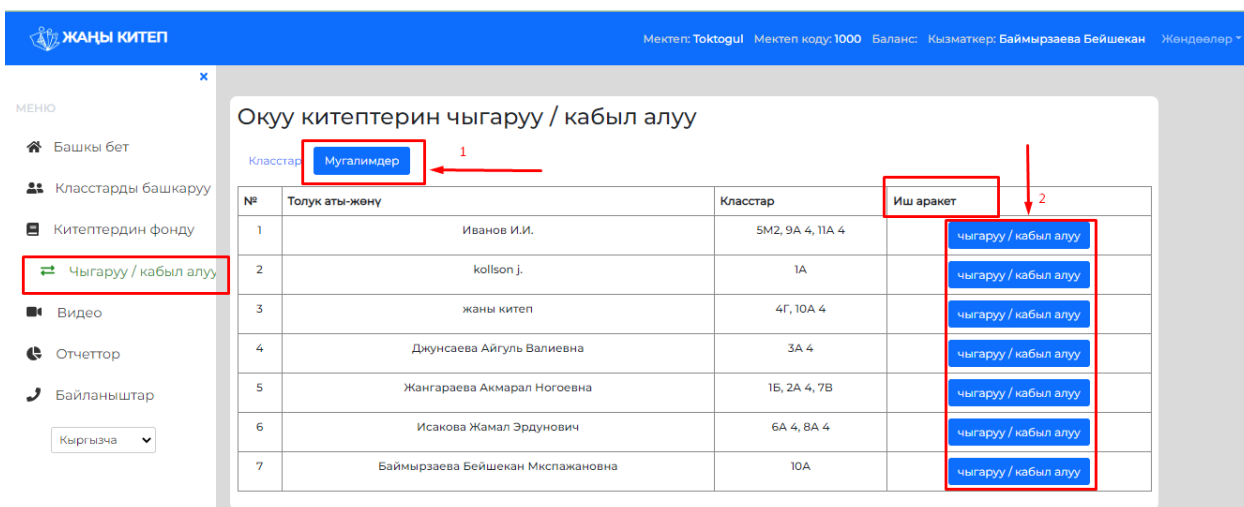 ЖАҢЫ КИТЕП
Мектеп: Toktogul Мектеп коду: 1000 Баланс: Кызматкер: Баймырзаева Бейшекан Жөндөөлөр
×
МЕНЮ
Башкы бет
Класстарды башкаруу
Китептердин фонду
Чыгаруу / кабыл алуу
Видео
Отчеттор
Байланыштар
Кыргызча
Окуу китептерин чыгаруу / кабыл алуу
Класстар Мугалимдер 1
№ Толук аты-жөнү Класстар Иш аракет 2
1 Иванов И.И. 5М2, 9А 4, 11А 4 чыгаруу / кабыл алуу
2 kollson j. 1А чыгаруу / кабыл алуу
3 жаны китеп 4Г, 10А 4 чыгаруу / кабыл алуу
4 Джунсаева Айгуль Валиевна 3А 4 чыгаруу / кабыл алуу
5 Жангараева Акмарал Ногоевна 1Б, 2А 4, 7В чыгаруу / кабыл алуу
6 Исакова Жамал Эрдунович 6А 4, 8А 4 чыгаруу / кабыл алуу
7 Баймырзаева Бейшекан Мкспажановна 10А чыгаруу / кабыл алуу